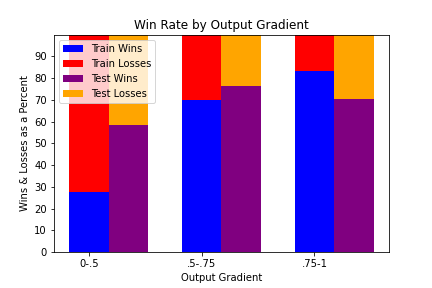 Win Rate by Output Gradient
Train Wins
Train Losses
Test Wins
Test Losses
Wins & Losses as a Percent
90
80
70
60
50
40
30
20
10
0
0-.5
.5-.75
.75-1
Output Gradient